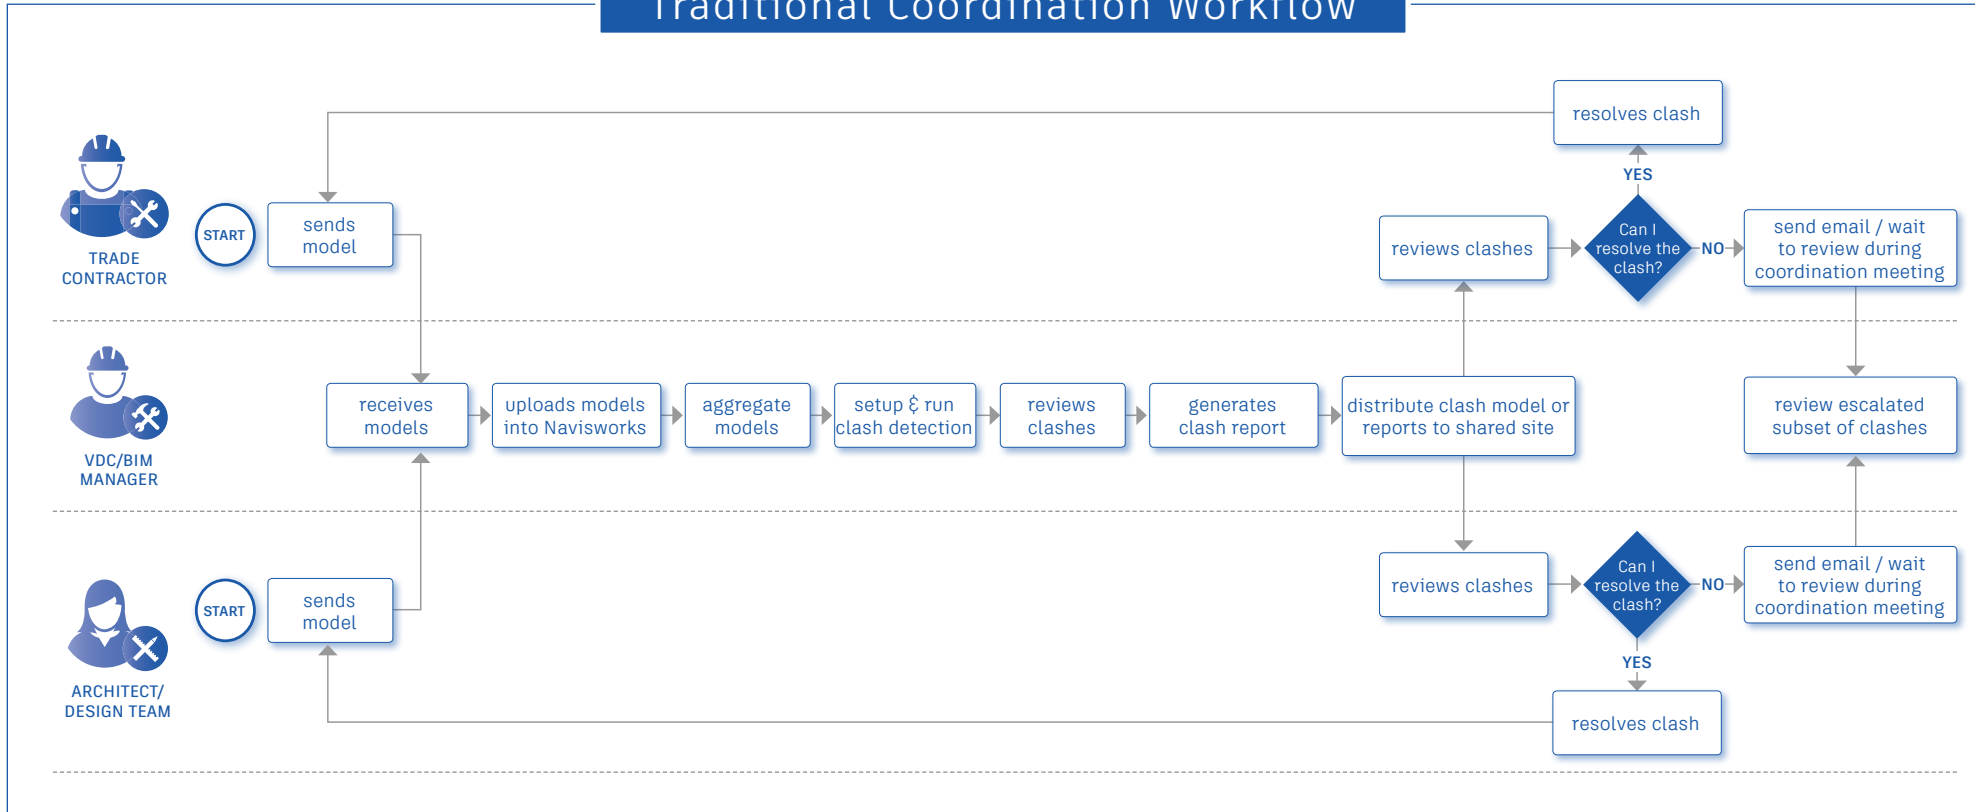 Traditional Coordination Workflow
resolves clash
YES
TRADE
CONTRACTOR
START
sends
model
reviews clashes
Can I
resolve the
clash?
NO
send email / wait
to review during
coordination meeting
VDC/BIM
MANAGER
receives
models
uploads models
into Navisworks
aggregate
models
setup & run
clash detection
reviews
clashes
generates
clash report
distribute clash model or
reports to shared site
review escalated
subset of clashes
ARCHITECT/
DESIGN TEAM
START
sends
model
reviews clashes
Can I
resolve the
clash?
NO
send email / wait
to review during
coordination meeting
YES
resolves clash